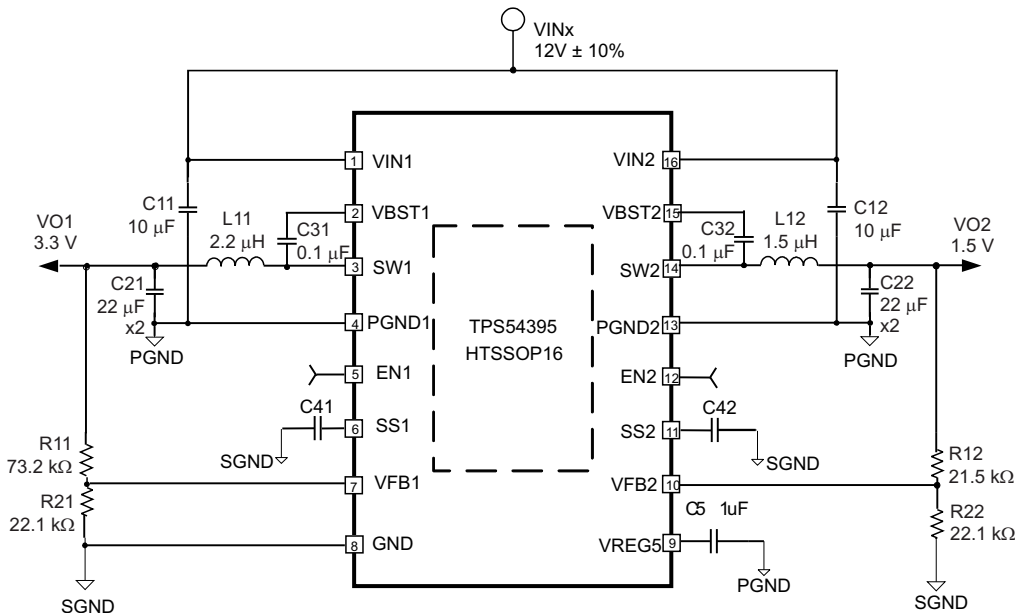 VINx
12V ± 10%
1 VIN1
VIN2 16
C11
10 μF
2 VBST1
VBST2 15
C12
10 μF
VO1
3.3 V
L11
2.2 μH
C31
0.1 μF
C32
0.1 μF
L12
1.5 μH
VO2
1.5 V
3 SW1
SW2 14
C21
22 μF
x2
C22
22 μF
x2
4 PGND1
PGND2 13
TPS54395
HTSSOP16
PGND
PGND
5 EN1
EN2 12
C41
C42
6 SS1
SS2 11
SGND
SGND
R11
73.2 kΩ
R12
21.5 kΩ
7 VFB1
VFB2 10
R21
22.1 kΩ
R22
22.1 kΩ
C5 1uF
8 GND
VREG5 9
PGND
SGND
SGND